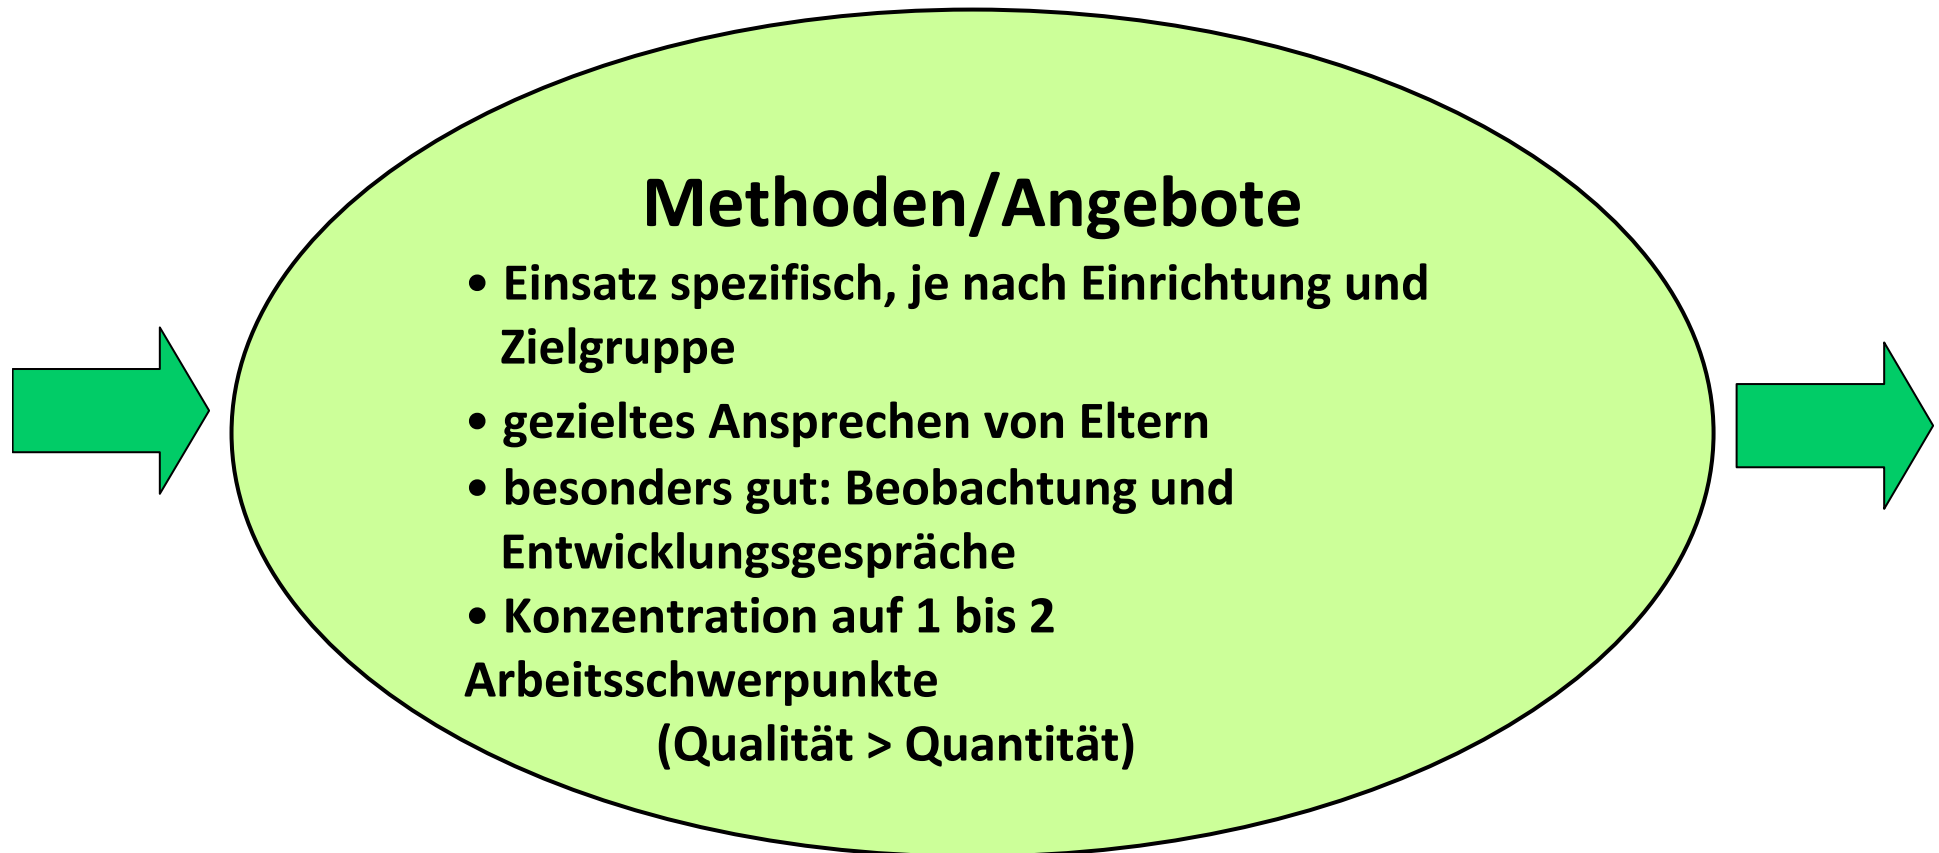 Methoden/Angebote
• Einsatz spezifisch, je nach Einrichtung und
Zielgruppe
• gezieltes Ansprechen von Eltern
• besonders gut: Beobachtung und
Entwicklungsgespräche
• Konzentration auf 1 bis 2
Arbeitsschwerpunkte
(Qualität > Quantität)